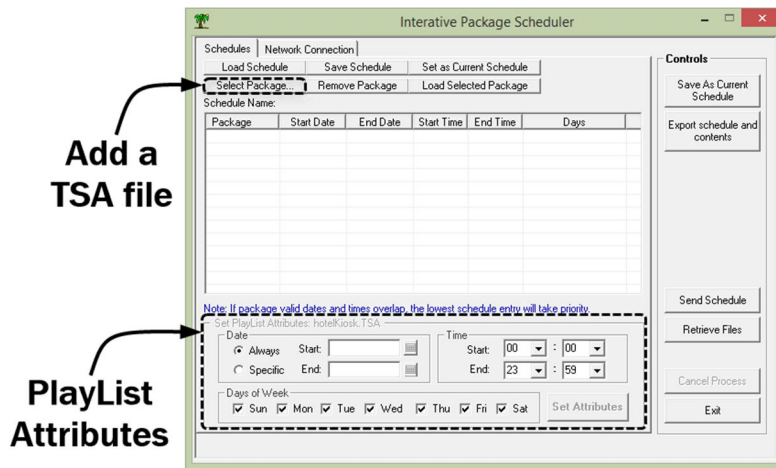 Interative Package Scheduler
Schedules Network Connection
Load Schedule Save Schedule Set as Current Schedule
Select Package... Remove Package Load Selected Package
Schedule Name:
Package Start Date End Date Start Time End Time Days
Note: If package valid dates and times overlap, the lowest schedule entry will take priority.
Set PlayList Attributes: hotelKiosk.TSA
Date
Always Start:
Specific End:
Time
Start: 00 : 00
End: 23 : 59
Days of Week
Sun Mon Tue Wed Thu Fri Sat
Set Attributes
Controls
Save As Current
Schedule
Export schedule and
contents
Send Schedule
Retrieve Files
Cancel Process
Exit
Add a
TSA file
PlayList
Attributes